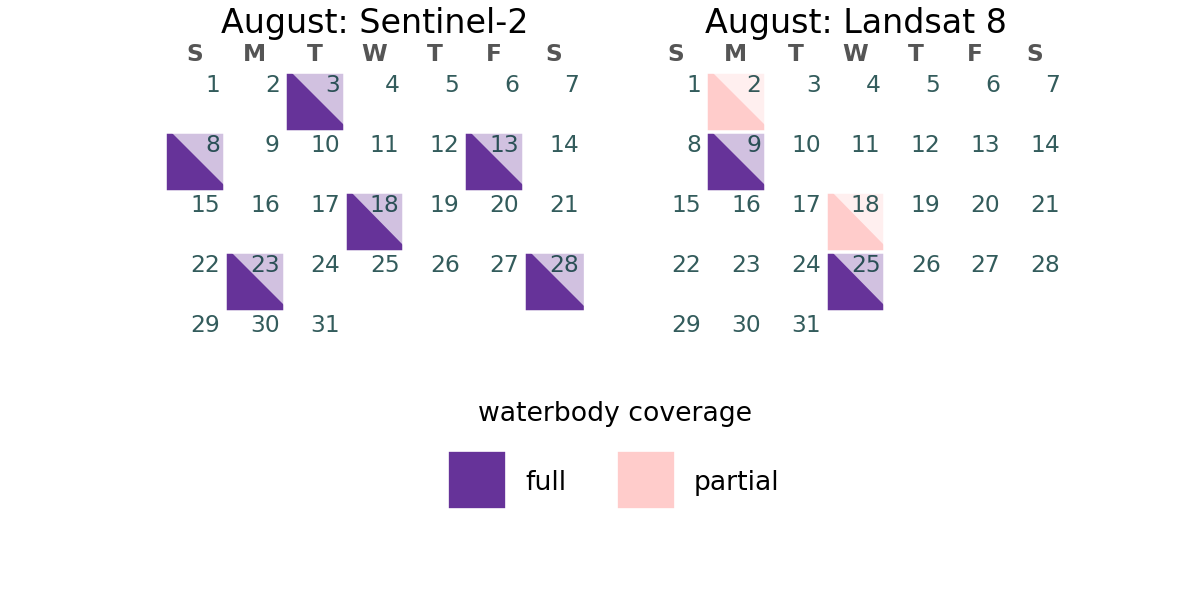 August: Sentinel-2
S M T W T F S
1 2 3 4 5 6 7
8 9 10 11 12 13 14
15 16 17 18 19 20 21
22 23 24 25 26 27 28
29 30 31
August: Landsat 8
S M T W T F S
1 2 3 4 5 6 7
8 9 10 11 12 13 14
15 16 17 18 19 20 21
22 23 24 25 26 27 28
29 30 31
waterbody coverage
full
partial